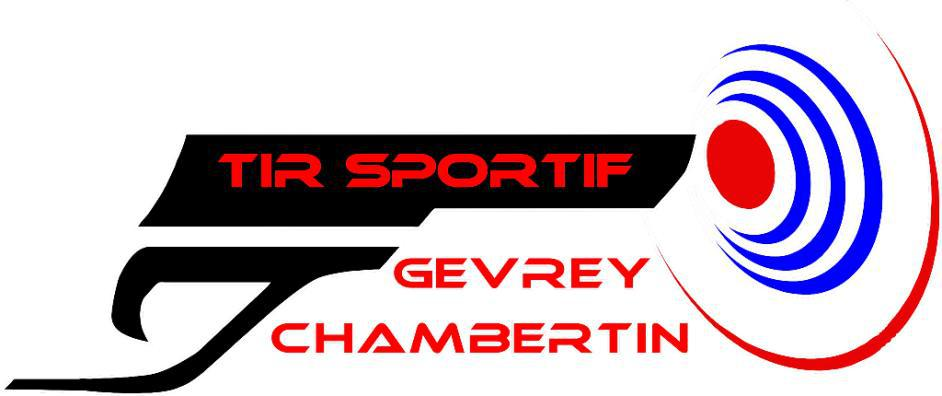 TIR SPORTIF
GEVREY
CHAMBERTIN